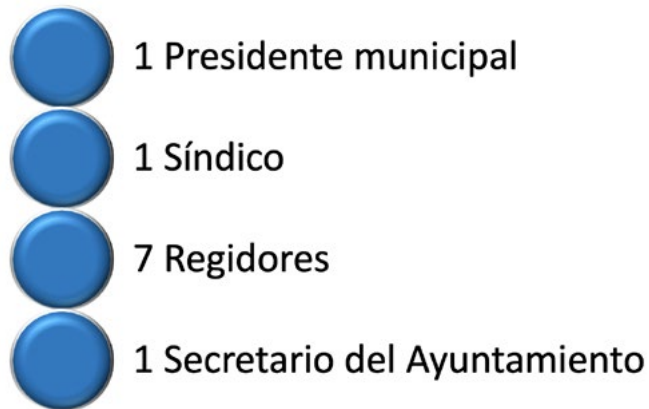 1 Presidente municipal
1 Síndico
7 Regidores
1 Secretario del Ayuntamiento